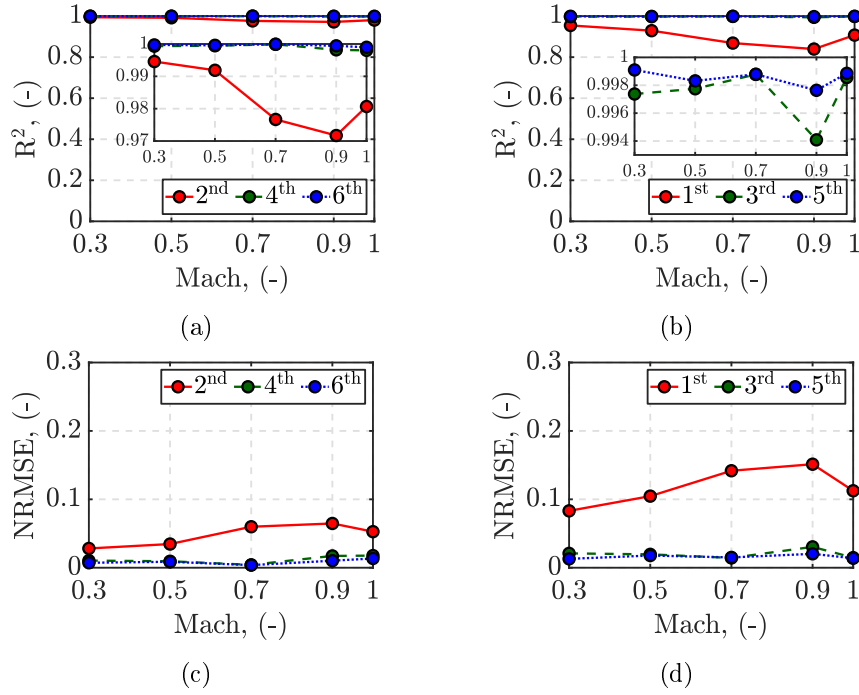 1
0.8
0.6
0.4
0.2
0
R², (-)
1
0.99
0.98
0.97
0.3 0.5 0.7 0.9 1
2ⁿᵈ 4ᵗʰ 6ᵗʰ
0.3 0.5 0.7 0.9 1
Mach, (-)
(a)
1
0.8
0.6
0.4
0.2
0
R², (-)
1
0.998
0.996
0.994
0.3 0.5 0.7 0.9 1
1ˢᵗ 3ʳᵈ 5ᵗʰ
0.3 0.5 0.7 0.9 1
Mach, (-)
(b)
0.3
0.2
0.1
0
NRMSE, (-)
2ⁿᵈ 4ᵗʰ 6ᵗʰ
0.3 0.5 0.7 0.9 1
Mach, (-)
(c)
0.3
0.2
0.1
0
NRMSE, (-)
1ˢᵗ 3ʳᵈ 5ᵗʰ
0.3 0.5 0.7 0.9 1
Mach, (-)
(d)